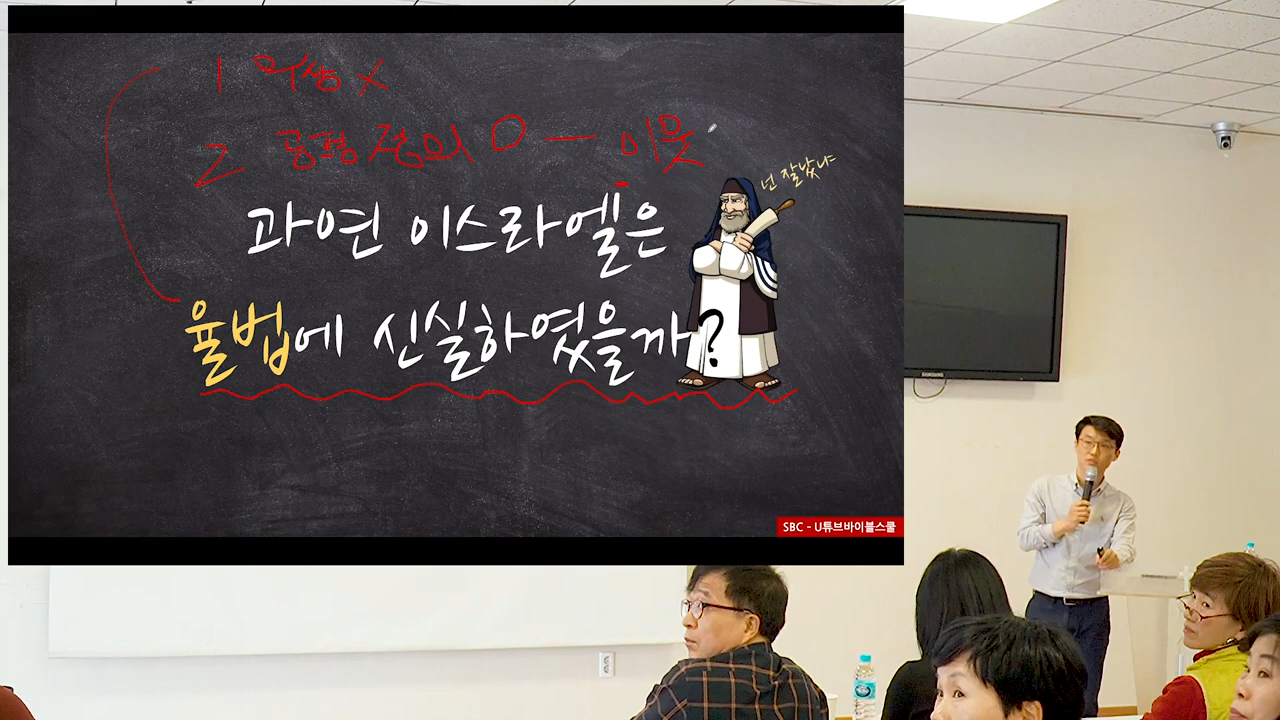 1 우상 X
2 공평 정의 O — 이웃
넌 잘났냐
과연 이스라엘은
율법에 신실하였을까?
SBC - U튜브바이블스쿨
SAMSUNG